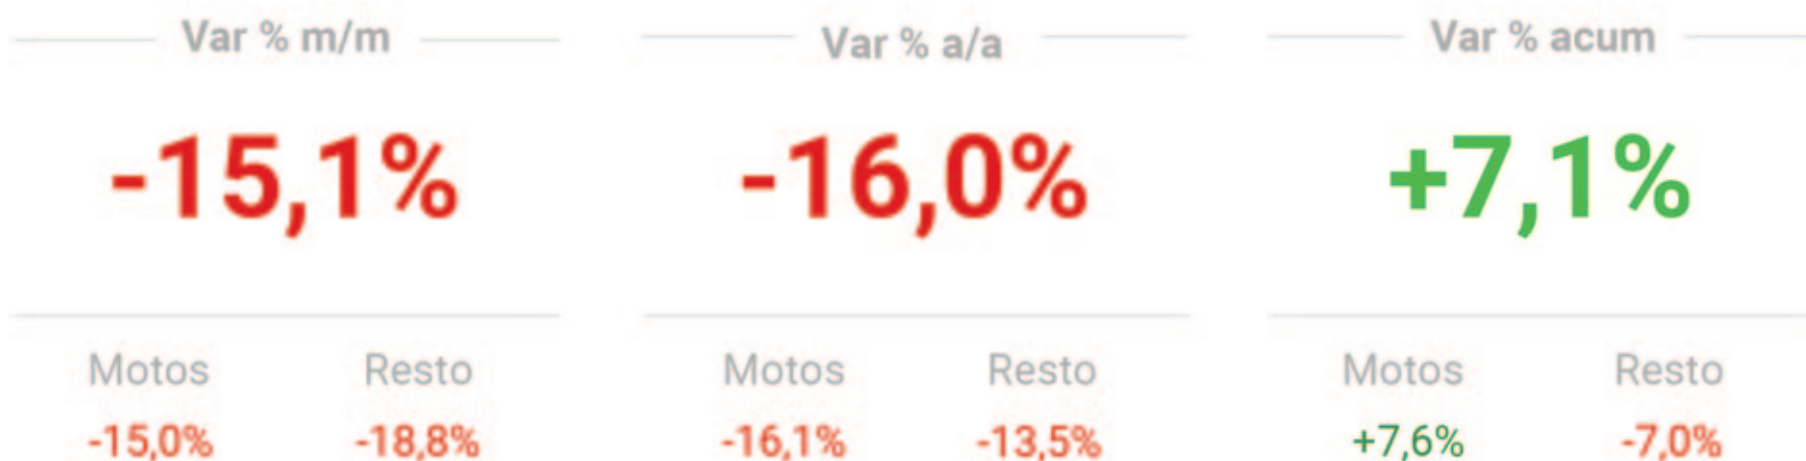 Var % m/m
-15,1%
Motos Resto
-15,0% -18,8%
Var % a/a
-16,0%
Motos Resto
-16,1% -13,5%
Var % acum
+7,1%
Motos Resto
+7,6% -7,0%